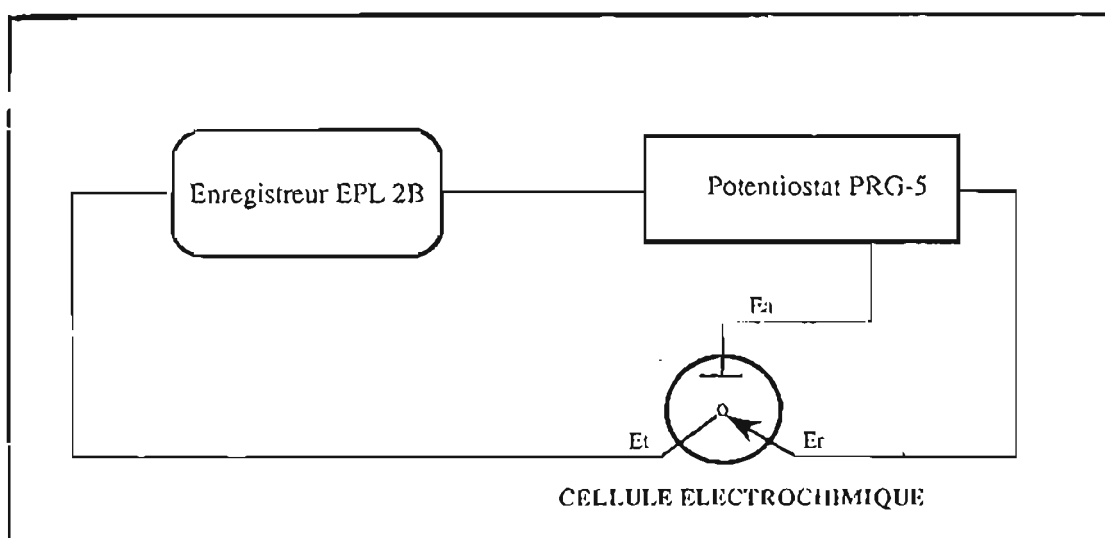 Enregistreur EPL 2B
Potentiostat PRG-5
Ea
Et
Er
CELLULE ELECTROCHIMIQUE